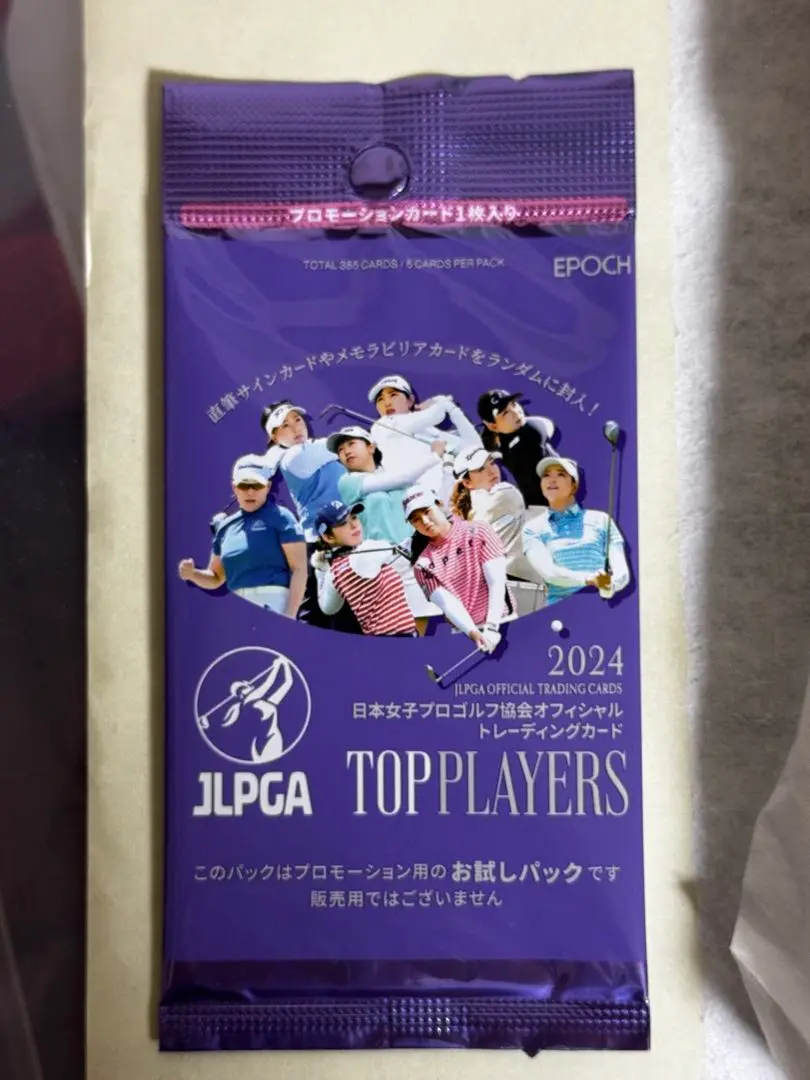 プロモーションカード1枚入り
TOTAL 385 CARDS / 5 CARDS PER PACK
EPOCH
直筆サインカードやメモラビリアカードをランダムに封入!
2024
JLPGA OFFICIAL TRADING CARDS
日本女子プロゴルフ協会オフィシャル
トレーディングカード
JLPGA
TOP PLAYERS
このパックはプロモーション用の お試しパック です
販売用ではございません